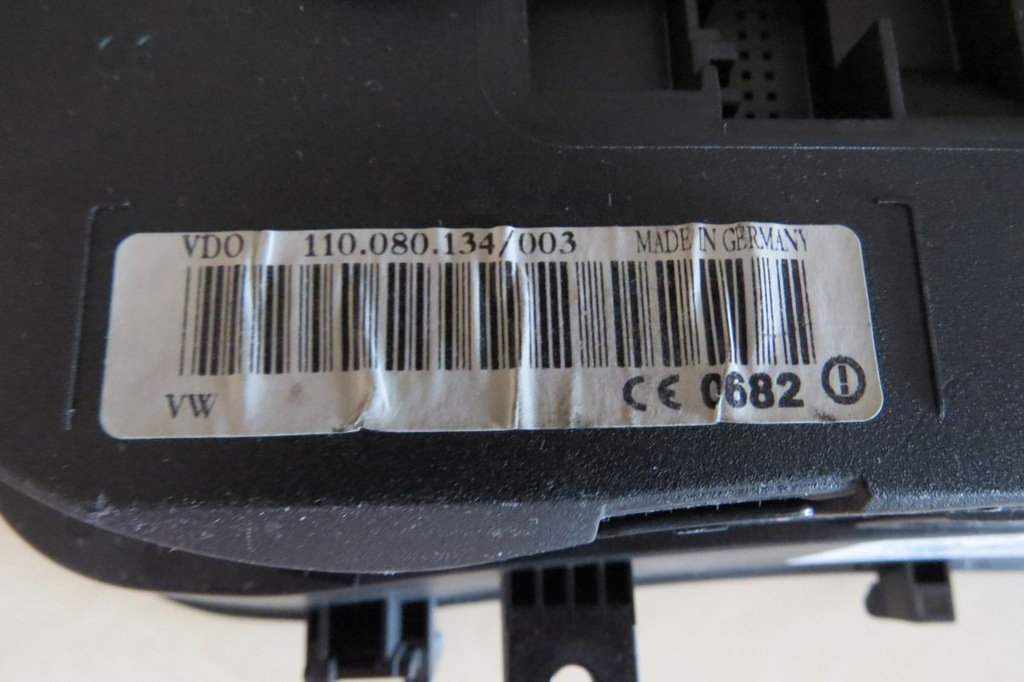 VDO 110.080.134/003 MADE IN GERMANY
VW CE 0682